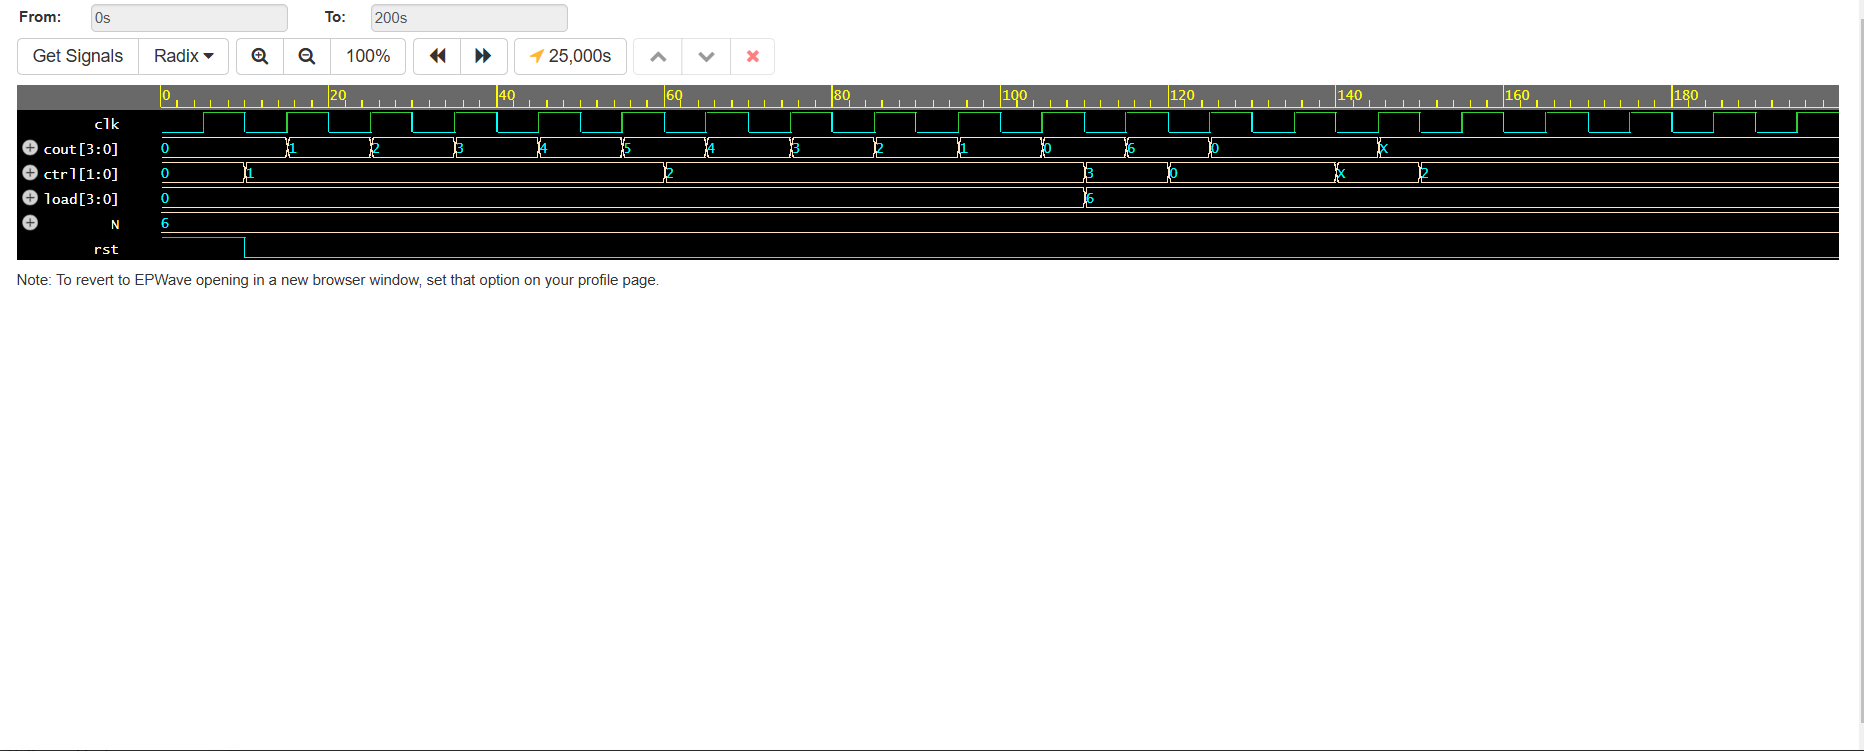 From: 0s To: 200s
Get Signals Radix 100% 25,000s
0 20 40 60 80 100 120 140 160 180
clk
cout[3:0] 0 1 2 3 4 5 4 3 2 1 0 6 0 x
ctrl[1:0] 0 1 2 3 0 x 2
load[3:0] 0 6
N 6
rst
Note: To revert to EPWave opening in a new browser window, set that option on your profile page.